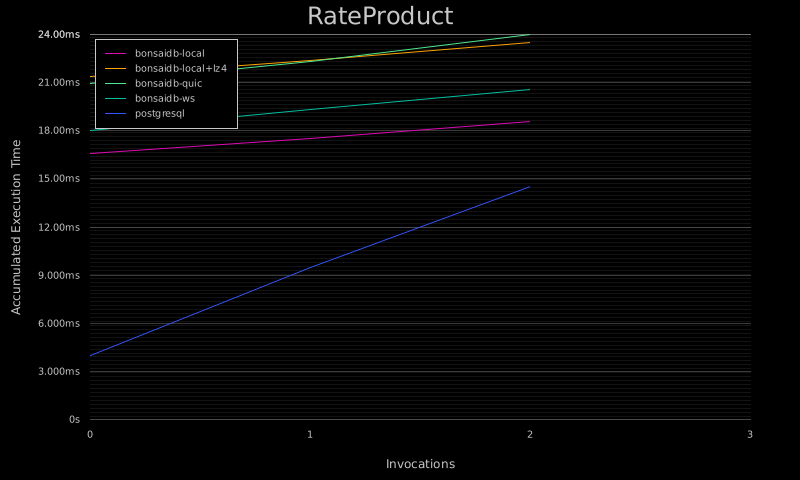 RateProduct
24.00ms
21.00ms
18.00ms
15.00ms
12.00ms
9.000ms
6.000ms
3.000ms
0s
Accumulated Execution Time
bonsaidb-local
bonsaidb-local+lz4
bonsaidb-quic
bonsaidb-ws
postgresql
0
1
2
3
Invocations